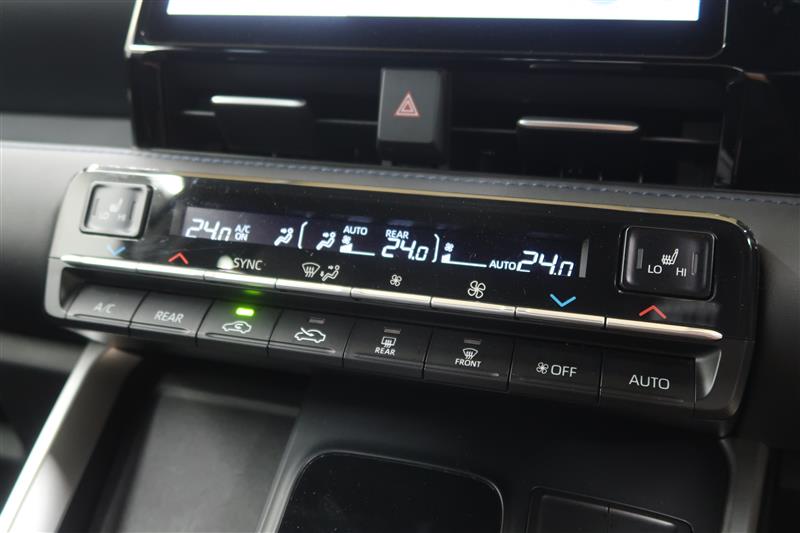 LO HI
24.0 A/C ON AUTO REAR 24.0 AUTO 24.0
LO HI
SYNC
A/C REAR REAR FRONT OFF AUTO